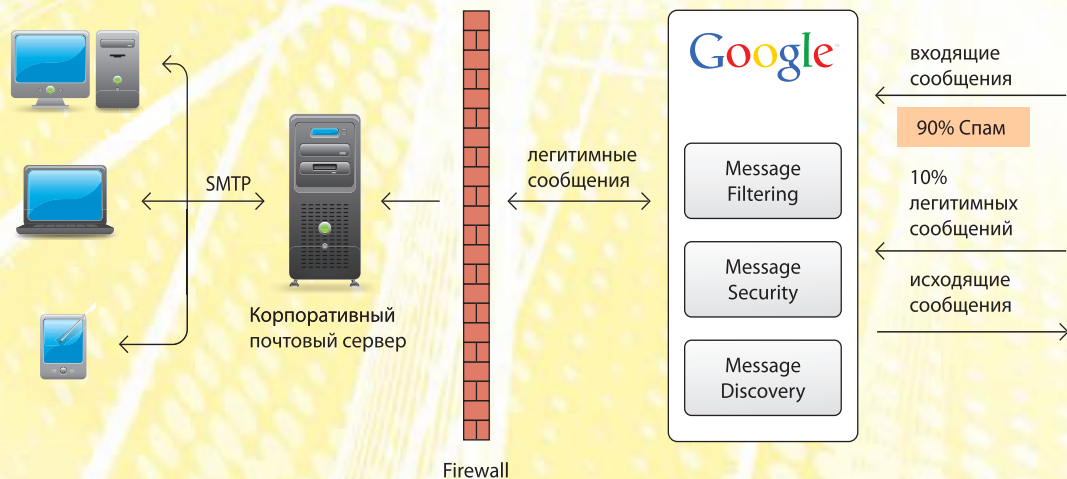 Google
входящие
сообщения
90% Спам
легитимные
сообщения
SMTP
Message
Filtering
10%
легитимных
сообщений
Message
Security
исходящие
сообщения
Корпоративный
почтовый сервер
Message
Discovery
Firewall